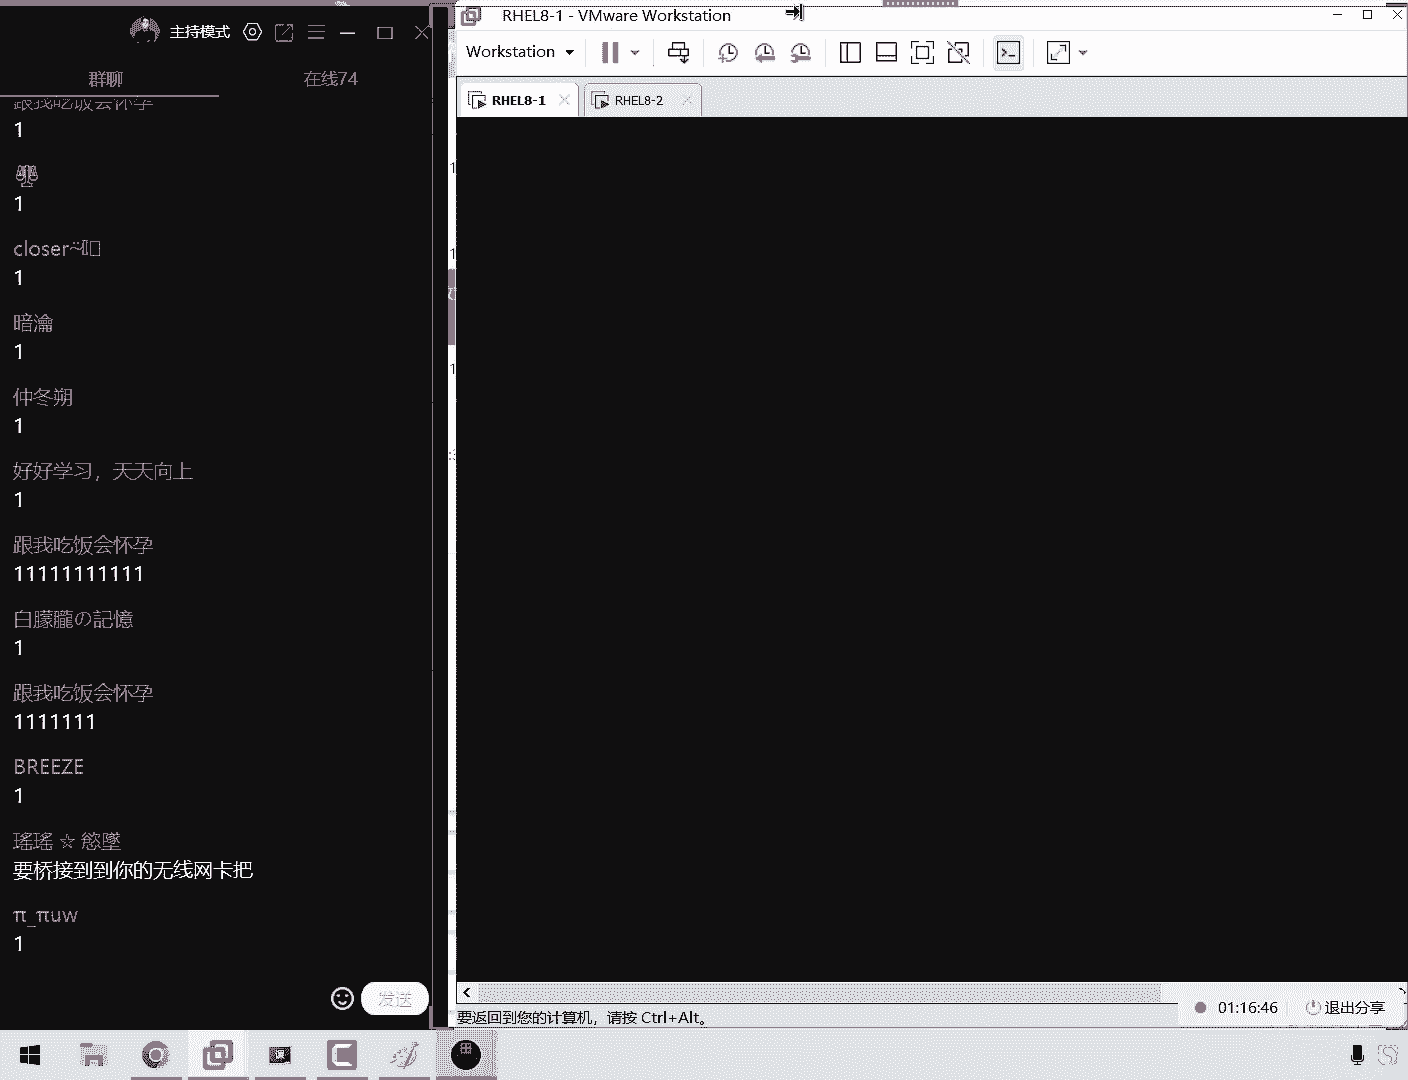 主持模式
群聊
在线74
跟我吃饭会怀孕
1
1
closer~
1
暗瀹
1
仲冬朔
1
好好学习，天天向上
1
跟我吃饭会怀孕
11111111111
白朦朧の記憶
1
跟我吃饭会怀孕
1111111
BREEZE
1
瑤瑤 ☆ 慾墜
要桥接到到你的无线网卡把
π_πuw
1
发送
RHEL8-1 - VMware Workstation
Workstation
RHEL8-1
RHEL8-2
要返回到您的计算机，请按 Ctrl+Alt。
01:16:46
退出分享